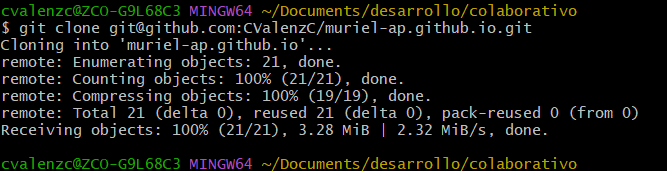 cvalenzc@ZCO-G9L68C3 MINGW64 ~/Documents/desarrollo/colaborativo
$ git clone git@github.com:CValenzC/muriel-ap.github.io.git
Cloning into 'muriel-ap.github.io'...
remote: Enumerating objects: 21, done.
remote: Counting objects: 100% (21/21), done.
remote: Compressing objects: 100% (19/19), done.
remote: Total 21 (delta 0), reused 21 (delta 0), pack-reused 0 (from 0)
Receiving objects: 100% (21/21), 3.28 MiB | 2.32 MiB/s, done.
cvalenzc@ZCO-G9L68C3 MINGW64 ~/Documents/desarrollo/colaborativo